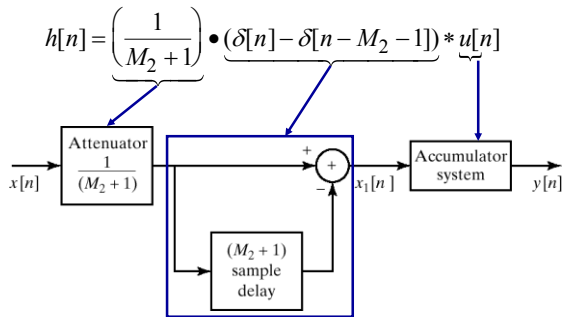 h[n] = (1/(M₂+1)) • (δ[n] − δ[n − M₂ − 1]) * u[n]
Attenuator
1
(M₂ + 1)
x[n]
+
+
−
x₁[n]
Accumulator
system
y[n]
(M₂ + 1)
sample
delay